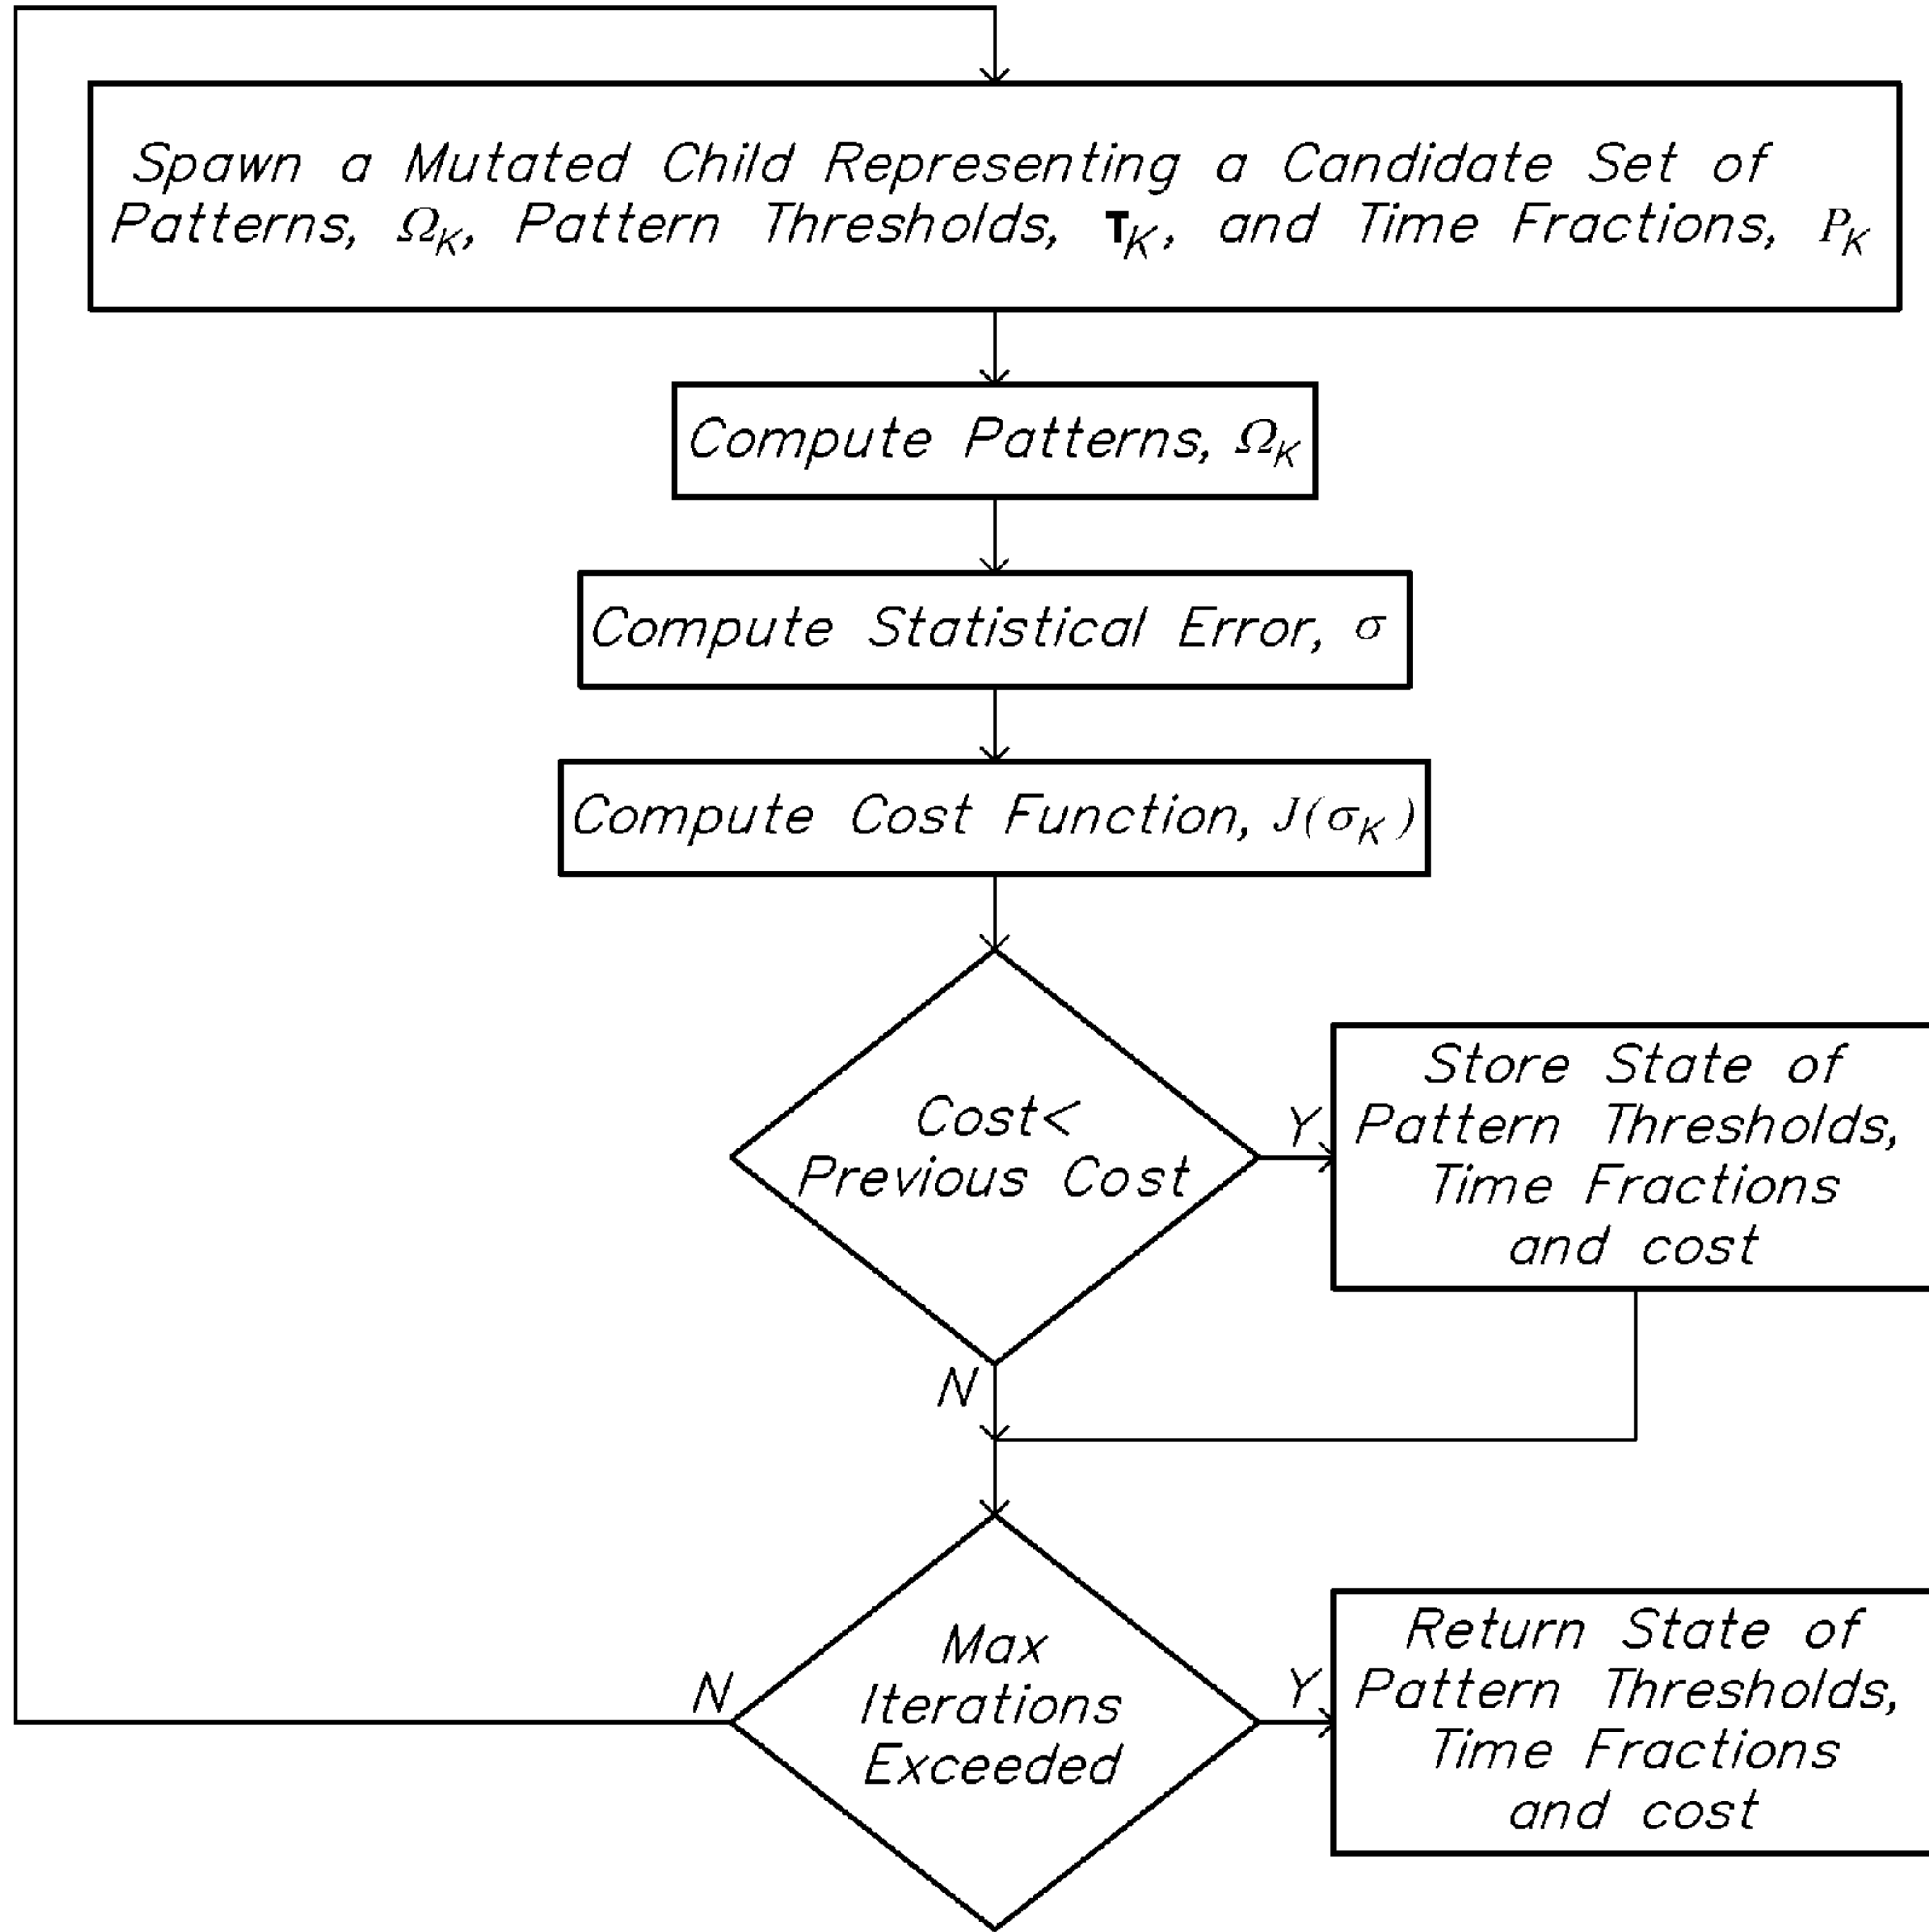 Spawn a Mutated Child Representing a Candidate Set of
Patterns, Ω_K, Pattern Thresholds, T_K, and Time Fractions, P_K
Compute Patterns, Ω_K
Compute Statistical Error, σ
Compute Cost Function, J(σ_K)
Cost<
Previous Cost
Y
Store State of
Pattern Thresholds,
Time Fractions
and cost
N
Max
Iterations
Exceeded
N
Y
Return State of
Pattern Thresholds,
Time Fractions
and cost